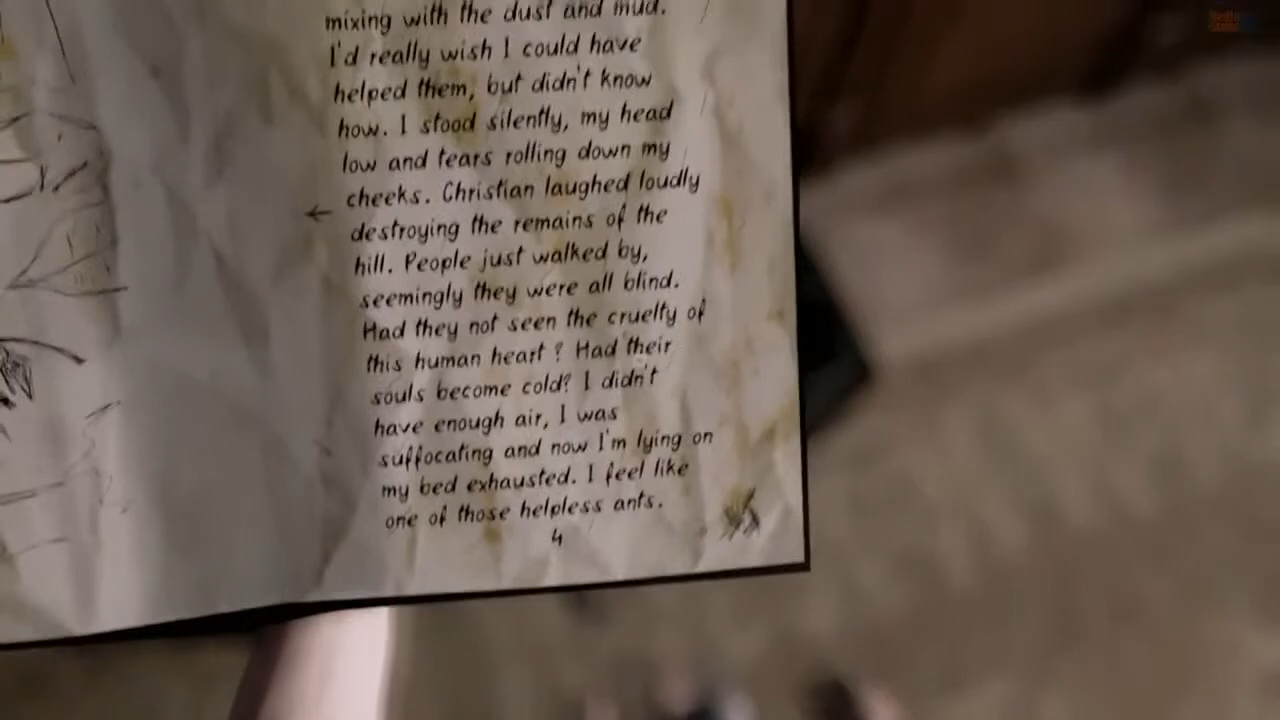 mixing with the dust and mud.
I'd really wish I could have
helped them, but didn't know
how. I stood silently, my head
low and tears rolling down my
cheeks. Christian laughed loudly
destroying the remains of the
hill. People just walked by,
seemingly they were all blind.
Had they not seen the cruelty of
this human heart? Had their
souls become cold? I didn't
have enough air, I was
suffocating and now I'm lying on
my bed exhausted. I feel like
one of those helpless ants.
4